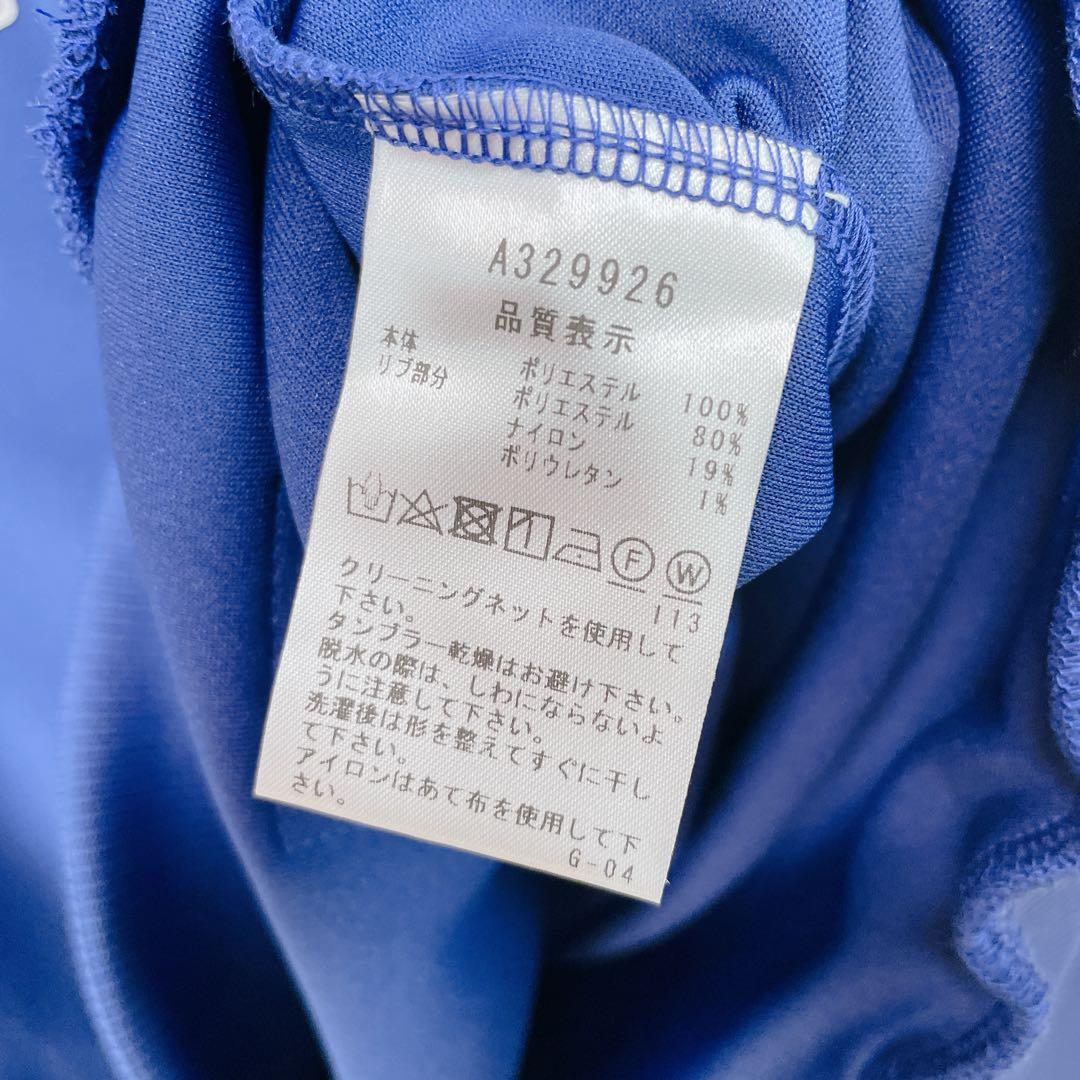 A329926
品質表示
本体 ポリエステル 100%
リブ部分 ポリエステル 80%
ナイロン 19%
ポリウレタン 1%
F W
113
クリーニングネットを使用して
下さい。
タンブラー乾燥はお避け下さい。
脱水の際は、しわにならないよ
うに注意して下さい。
洗濯後は形を整えてすぐに干し
て下さい。
アイロンはあて布を使用して下
さい。
G-04